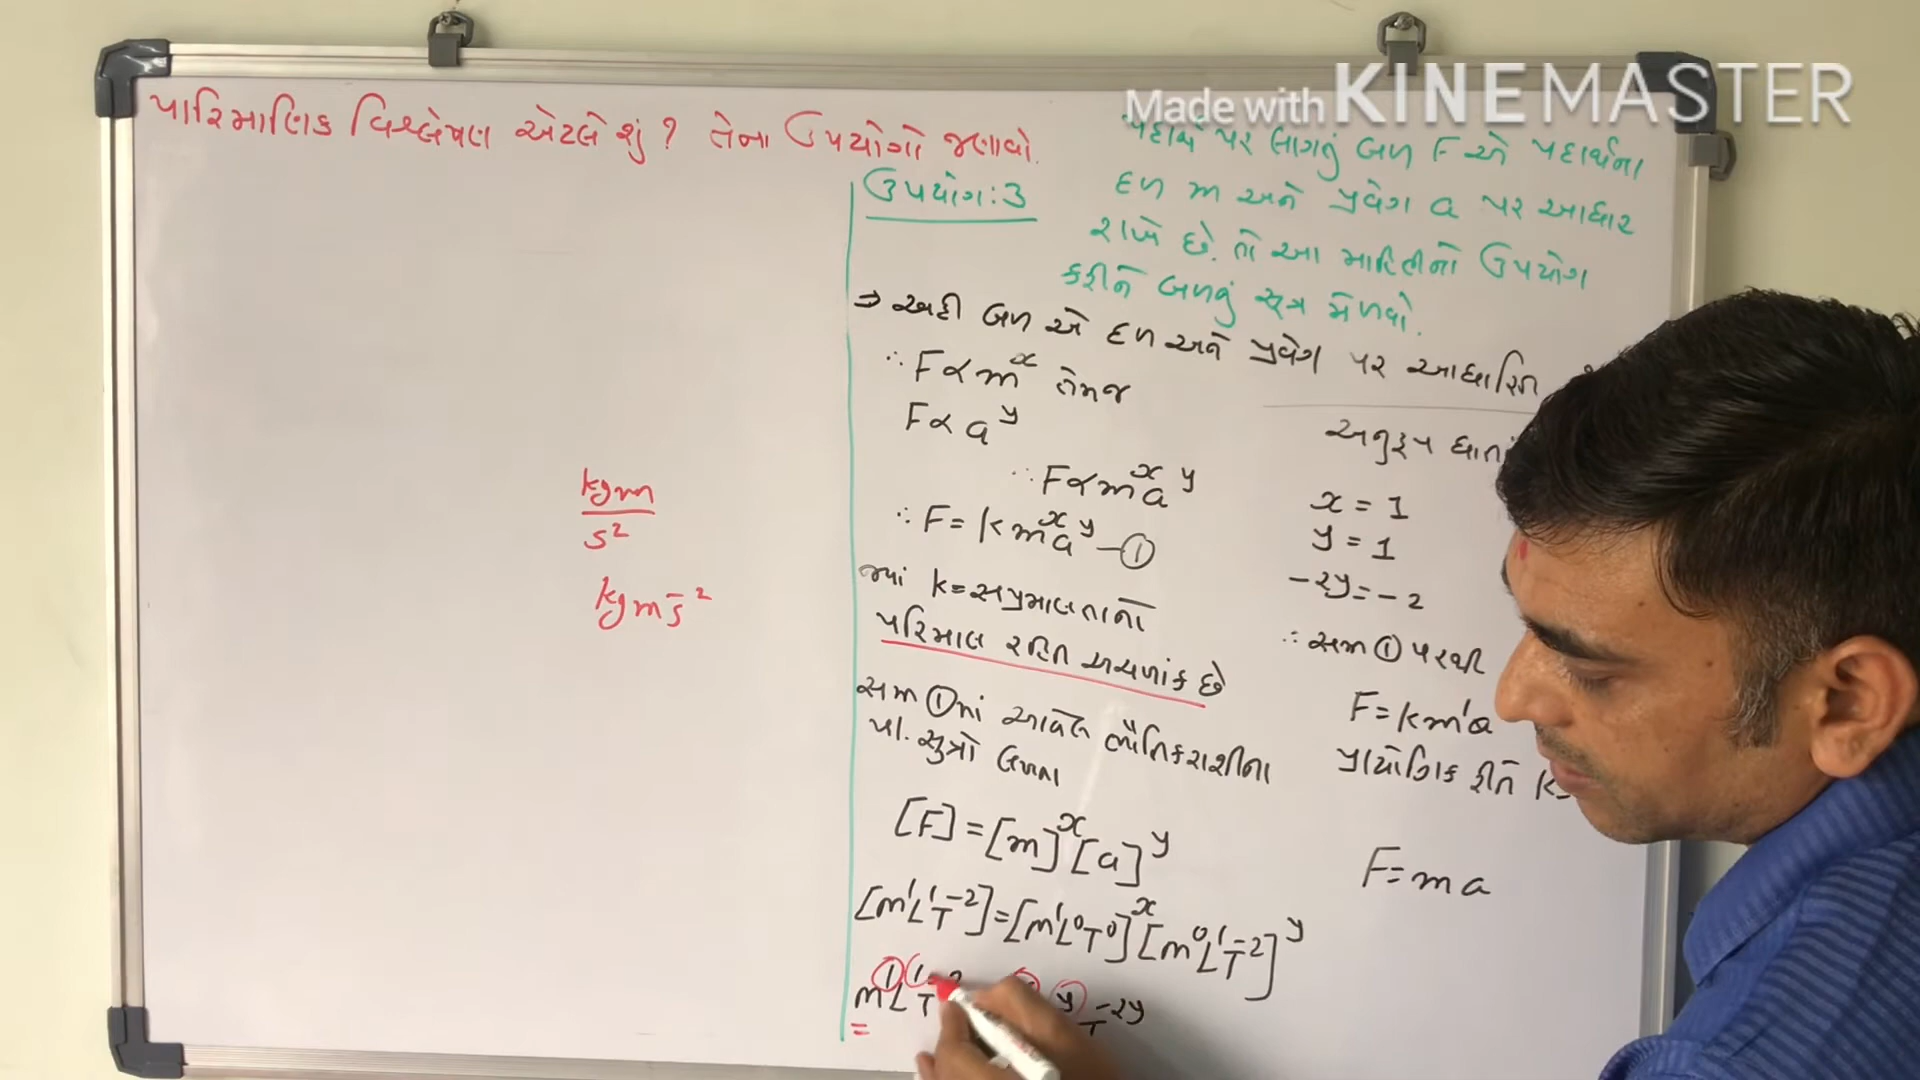 Made with KINEMASTER
પારિમાણિક વિશ્લેષણ એટલે શું ? તેના ઉપયોગો જણાવો.
ઉપયોગ:૩
પદાર્થ પર લાગતું બળ F એ પદાર્થના
દળ m અને પ્રવેગ a પર આધાર
રાખે છે. તો આ માહિતીનો ઉપયોગ
કરીને બળનું સૂત્ર મેળવો.
⇒ અહી બળ એ દળ અને પ્રવેગ પર આધારિત
∴ F∝m^x તેમજ
F∝a^y
∴ F∝m^x a^y
∴ F=km^x a^y —①
જ્યાં k=સપ્રમાણતાનો
પરિમાણ રહિત અચળાંક છે
સમ ①માં આવેલ ભૌતિકરાશીના
પા. સુત્રો લખતા
[F]=[m]^x[a]^y
[m¹L¹T⁻²]=[m¹L⁰T⁰]^x[m⁰L¹T⁻²]^y
અનુરૂપ ઘાતાં
x=1
y=1
-2y=-2
∴ સમ ① પરથી
F=km¹a
પ્રાયોગિક રીતે k=
F=ma
kgm
s²
kgms⁻²